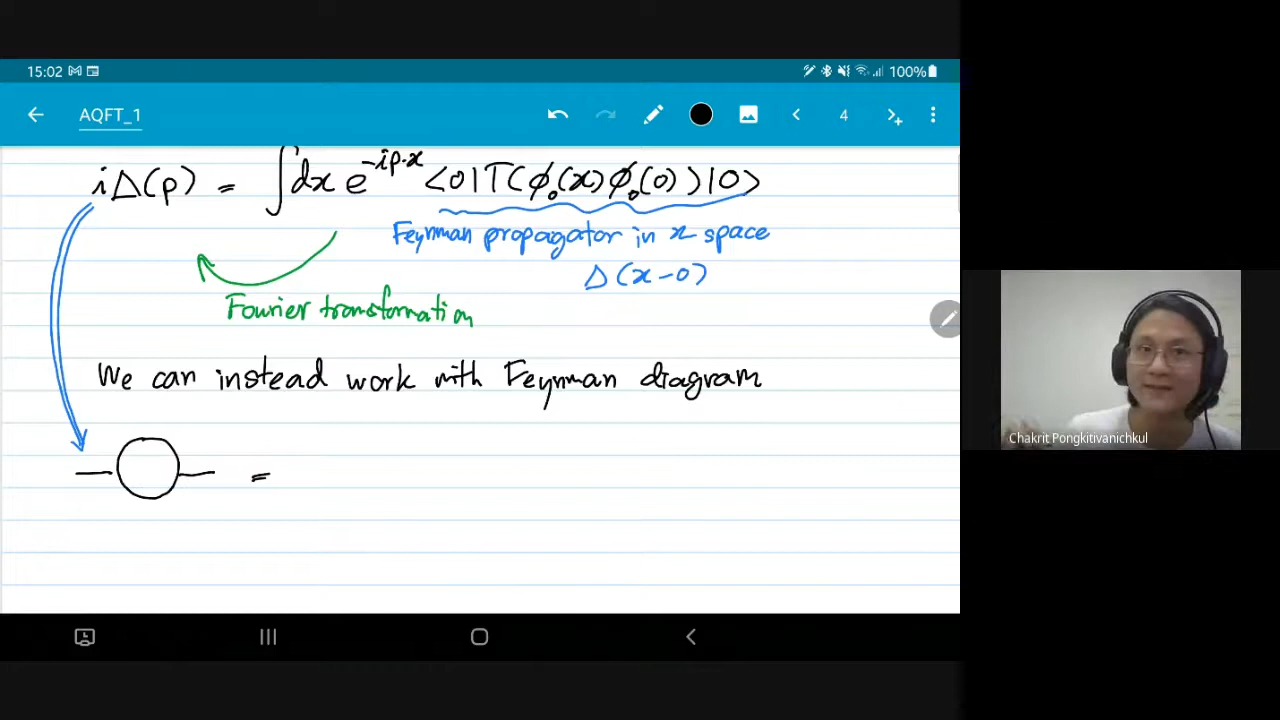 15:02 100%
AQFT_1 4
iΔ(p) = ∫dx e^{-ip·x} <0|T(ϕ₀(x)ϕ₀(0))|0>
Feynman propagator in x space
Δ(x-0)
Fourier transformation
We can instead work with Feynman diagram
=
Chakrit Pongkitivanichkul